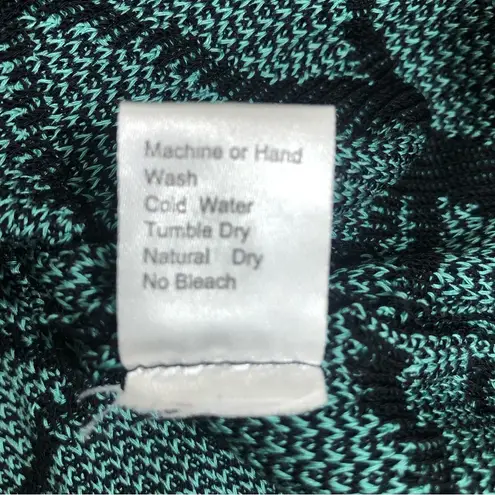 Machine or Hand
Wash
Cold Water
Tumble Dry
Natural Dry
No Bleach